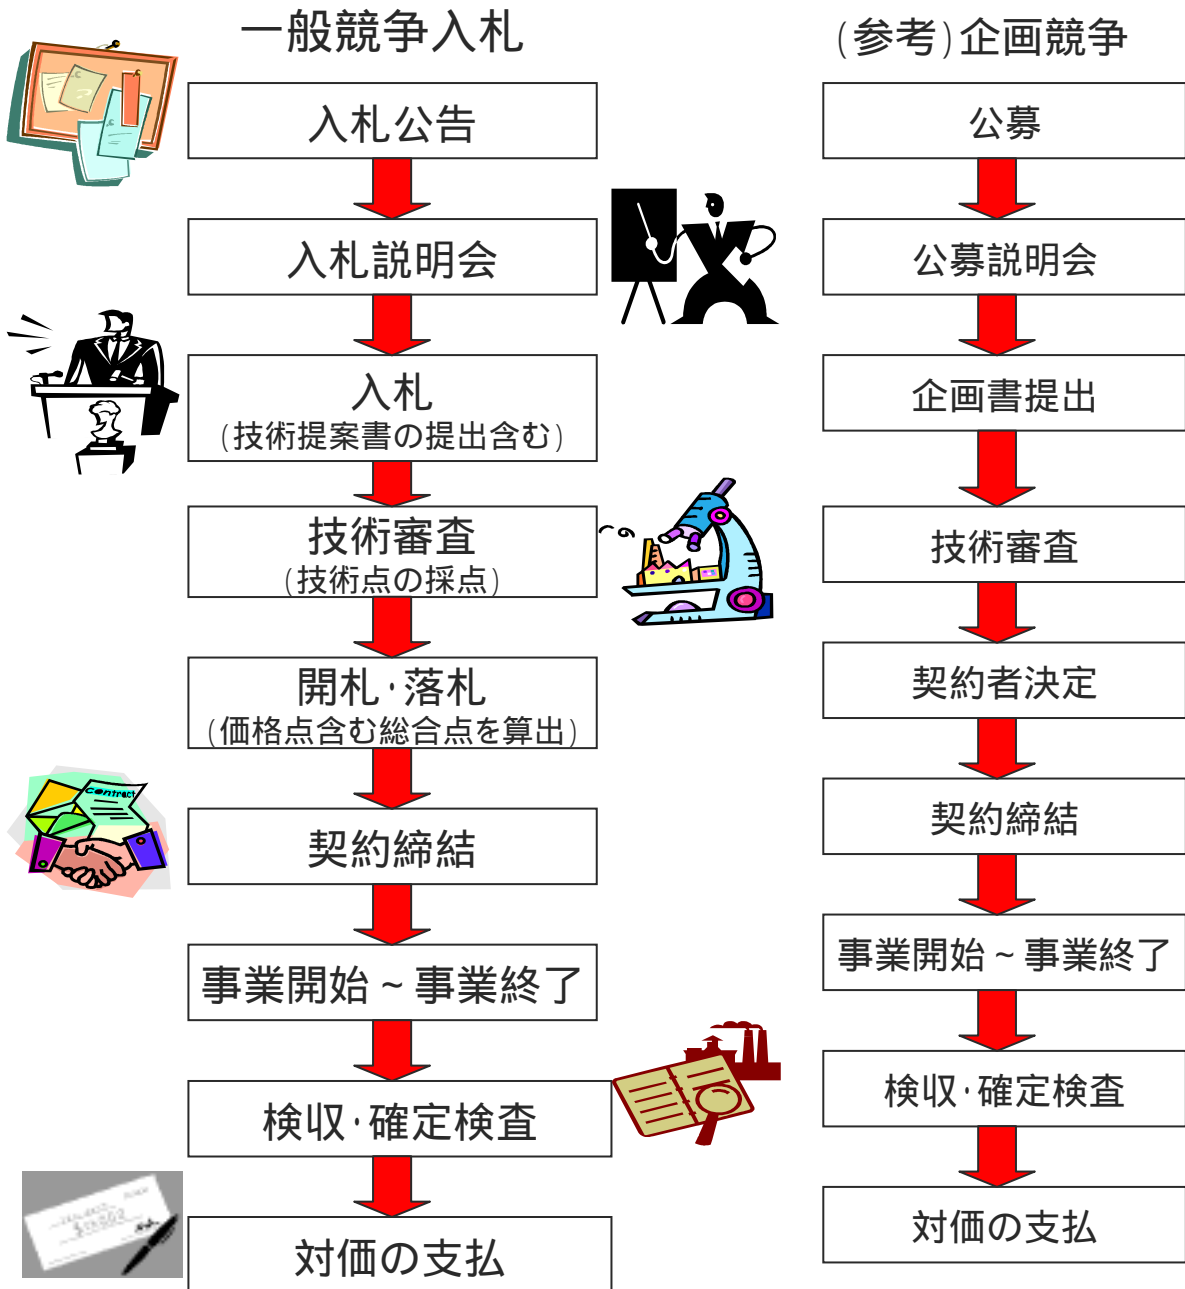 一般競争入札
入札公告
入札説明会
入札
(技術提案書の提出含む)
技術審査
(技術点の採点)
開札・落札
(価格点含む総合点を算出)
contract
契約締結
事業開始~事業終了
検収・確定検査
対価の支払
(参考)企画競争
公募
公募説明会
企画書提出
技術審査
契約者決定
契約締結
事業開始~事業終了
検収・確定検査
対価の支払